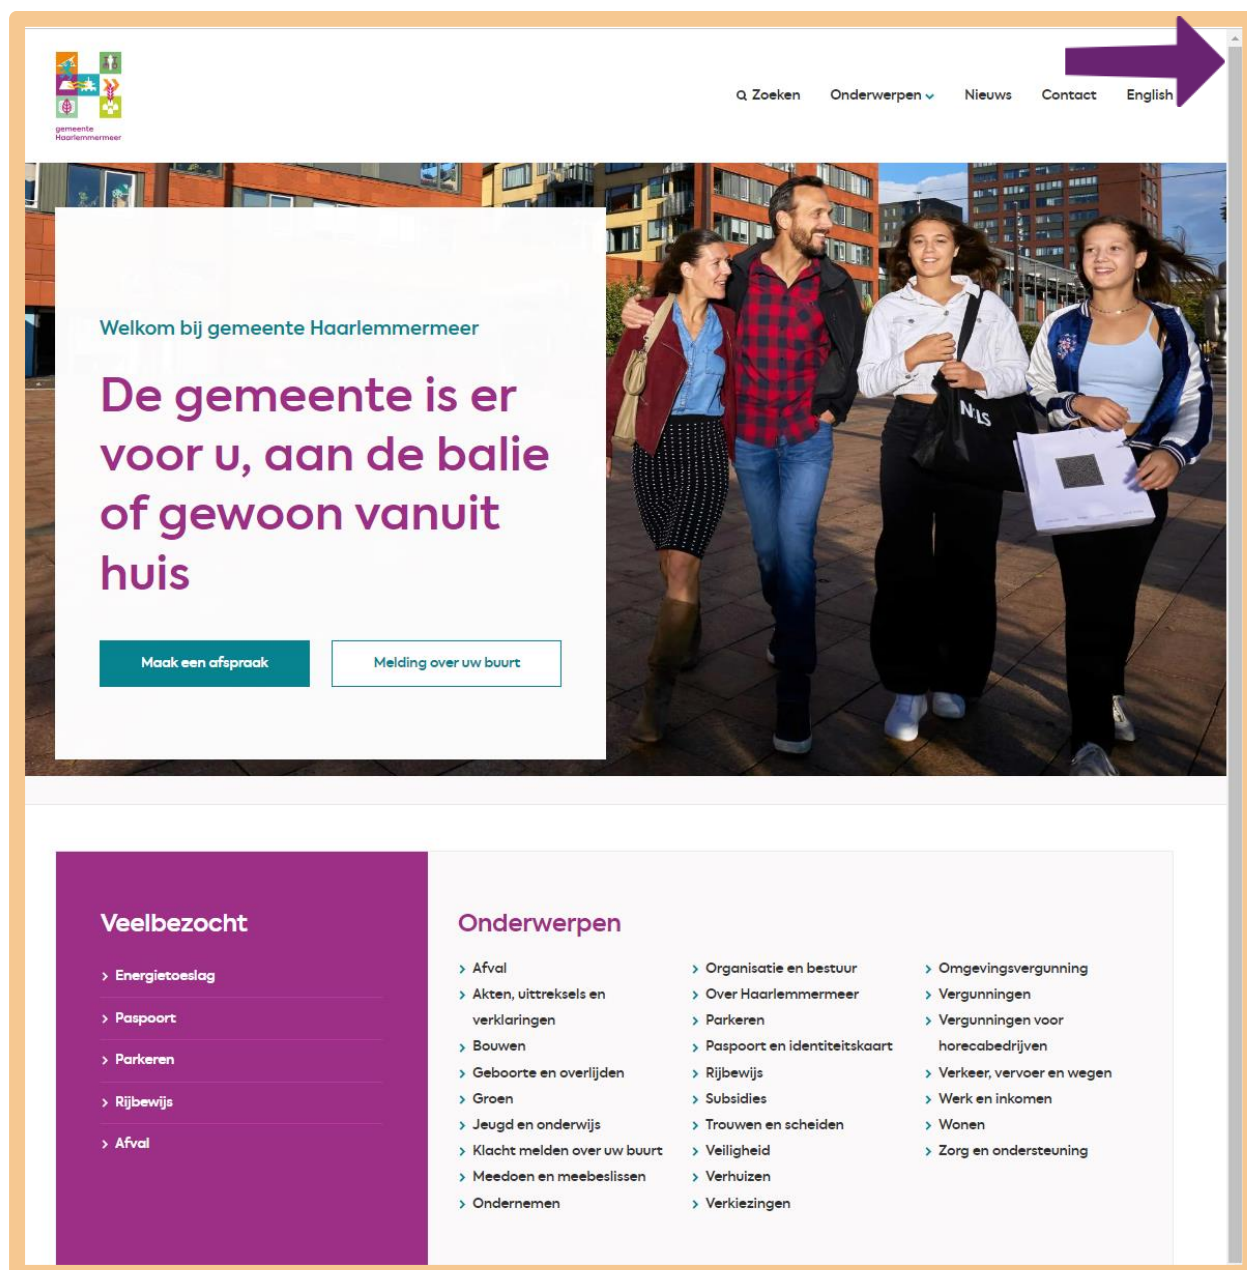 gemeente
Haarlemmermeer
Zoeken Onderwerpen Nieuws Contact English
Welkom bij gemeente Haarlemmermeer
De gemeente is er
voor u, aan de balie
of gewoon vanuit
huis
Maak een afspraak
Melding over uw buurt
Veelbezocht
Energietoeslag
Paspoort
Parkeren
Rijbewijs
Afval
Onderwerpen
Afval
Akten, uittreksels en
verklaringen
Bouwen
Geboorte en overlijden
Groen
Jeugd en onderwijs
Klacht melden over uw buurt
Meedoen en meebeslissen
Ondernemen
Organisatie en bestuur
Over Haarlemmermeer
Parkeren
Paspoort en identiteitskaart
Rijbewijs
Subsidies
Trouwen en scheiden
Veiligheid
Verhuizen
Verkiezingen
Omgevingsvergunning
Vergunningen
Vergunningen voor
horecabedrijven
Verkeer, vervoer en wegen
Werk en inkomen
Wonen
Zorg en ondersteuning